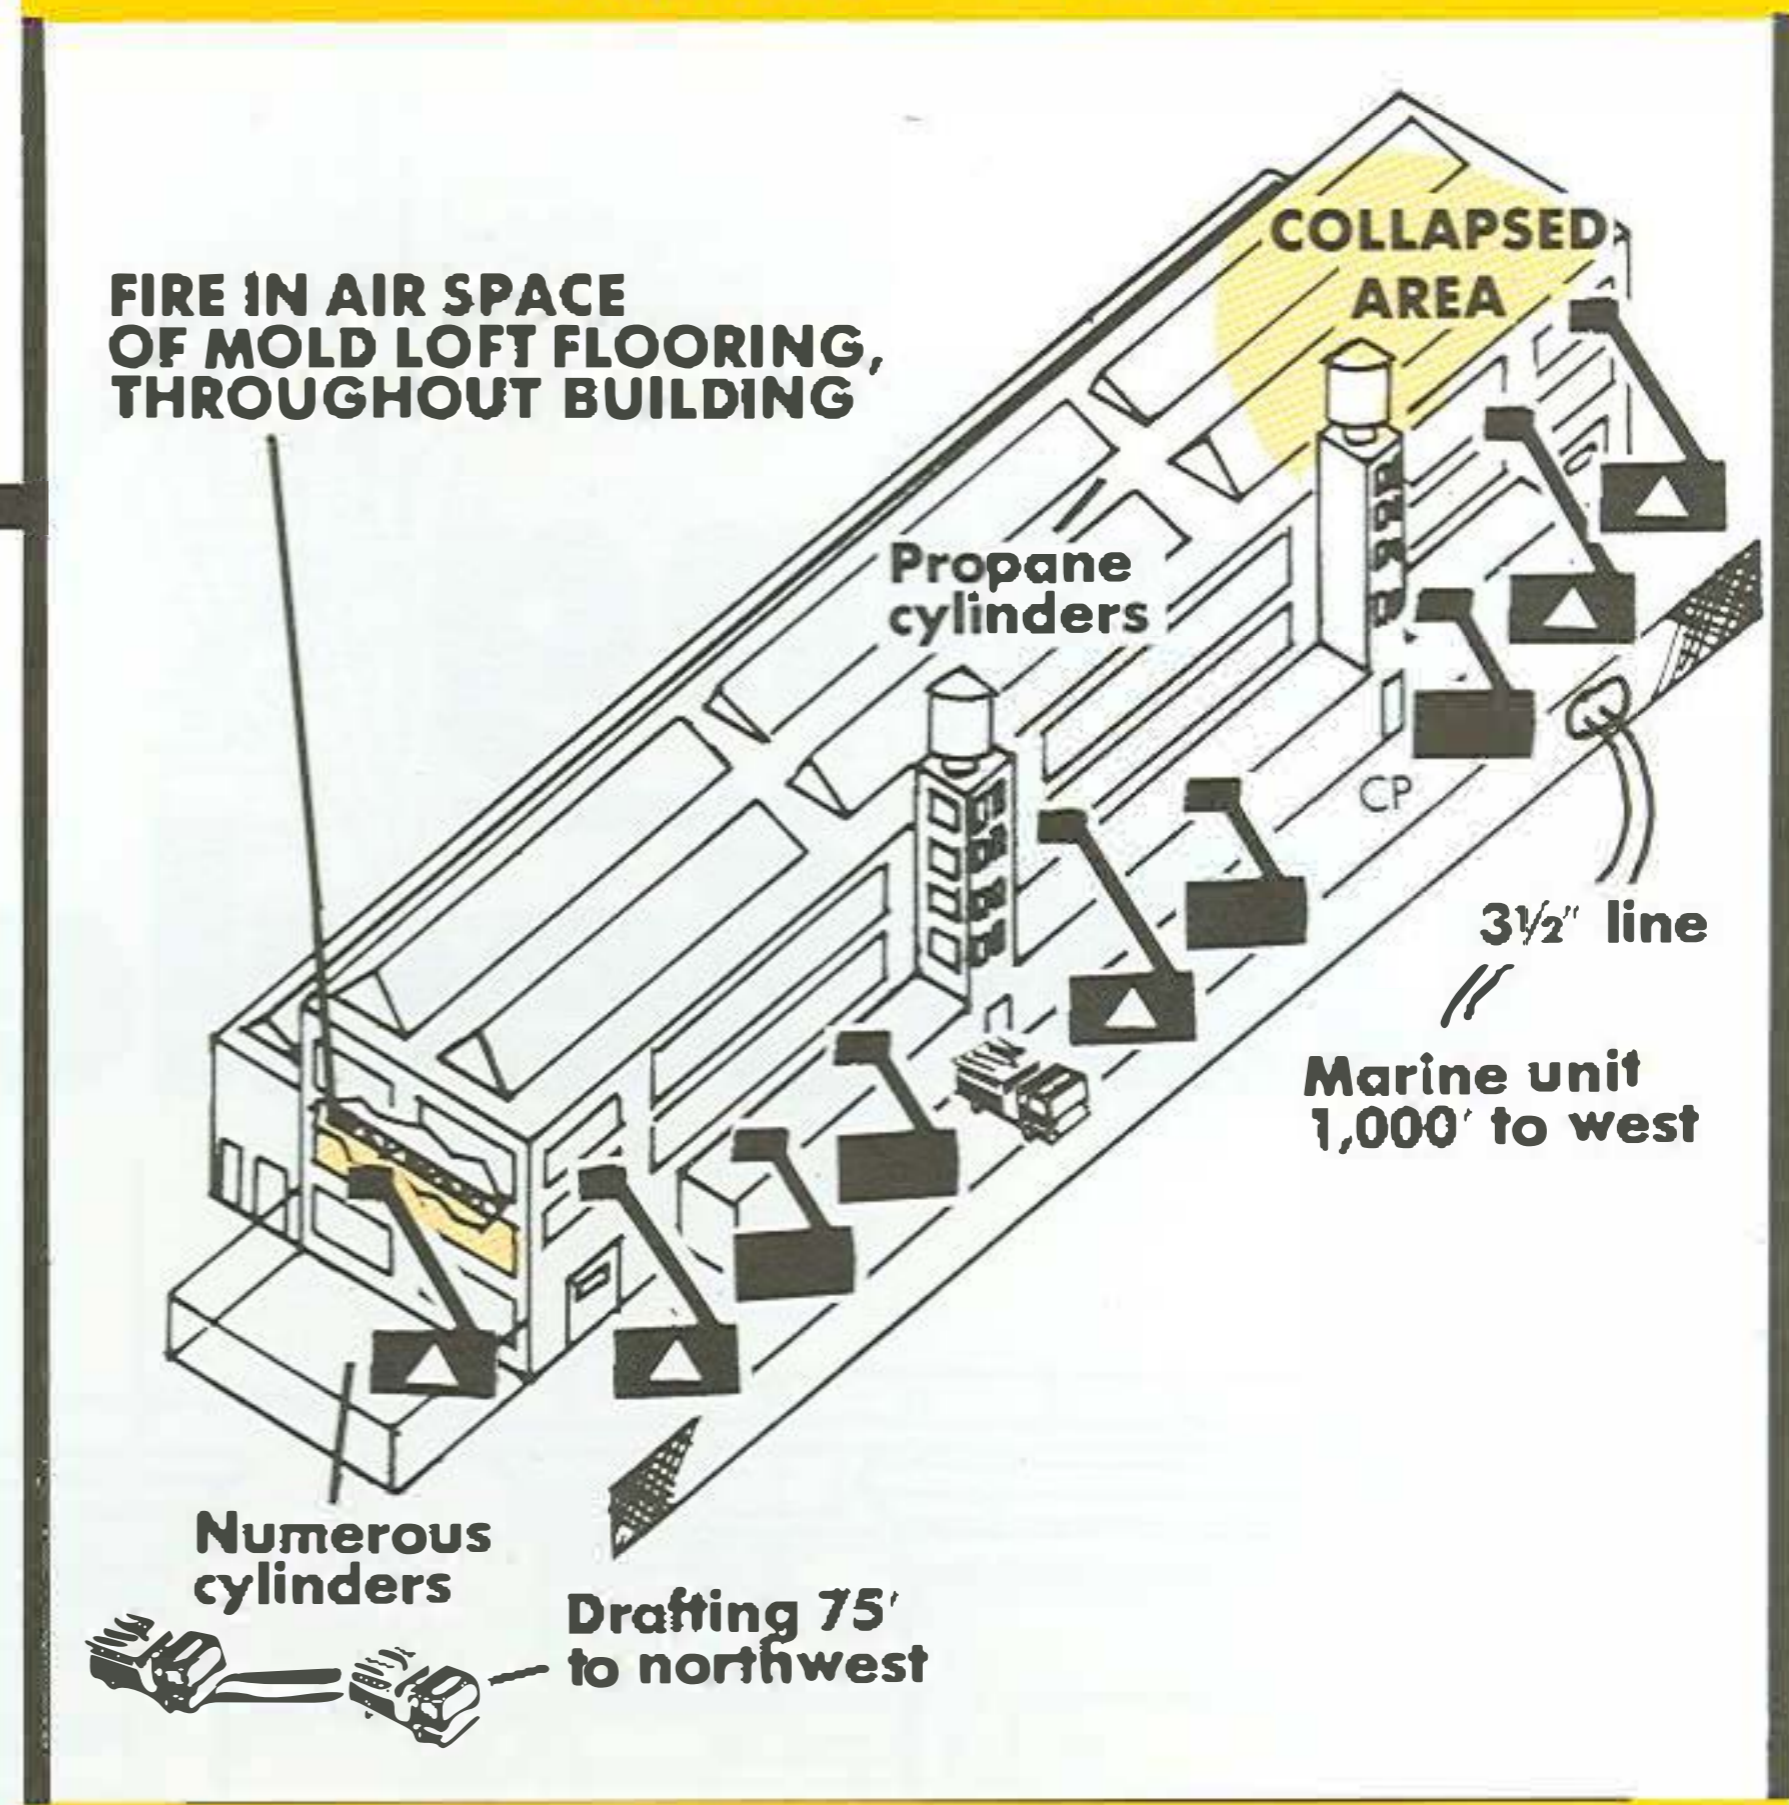 COLLAPSED
AREA
FIRE IN AIR SPACE
OF MOLD LOFT FLOORING,
THROUGHOUT BUILDING
Propane
cylinders
CP
3½" line
Marine unit
1,000' to west
Numerous
cylinders
Drafting 75'
to northwest